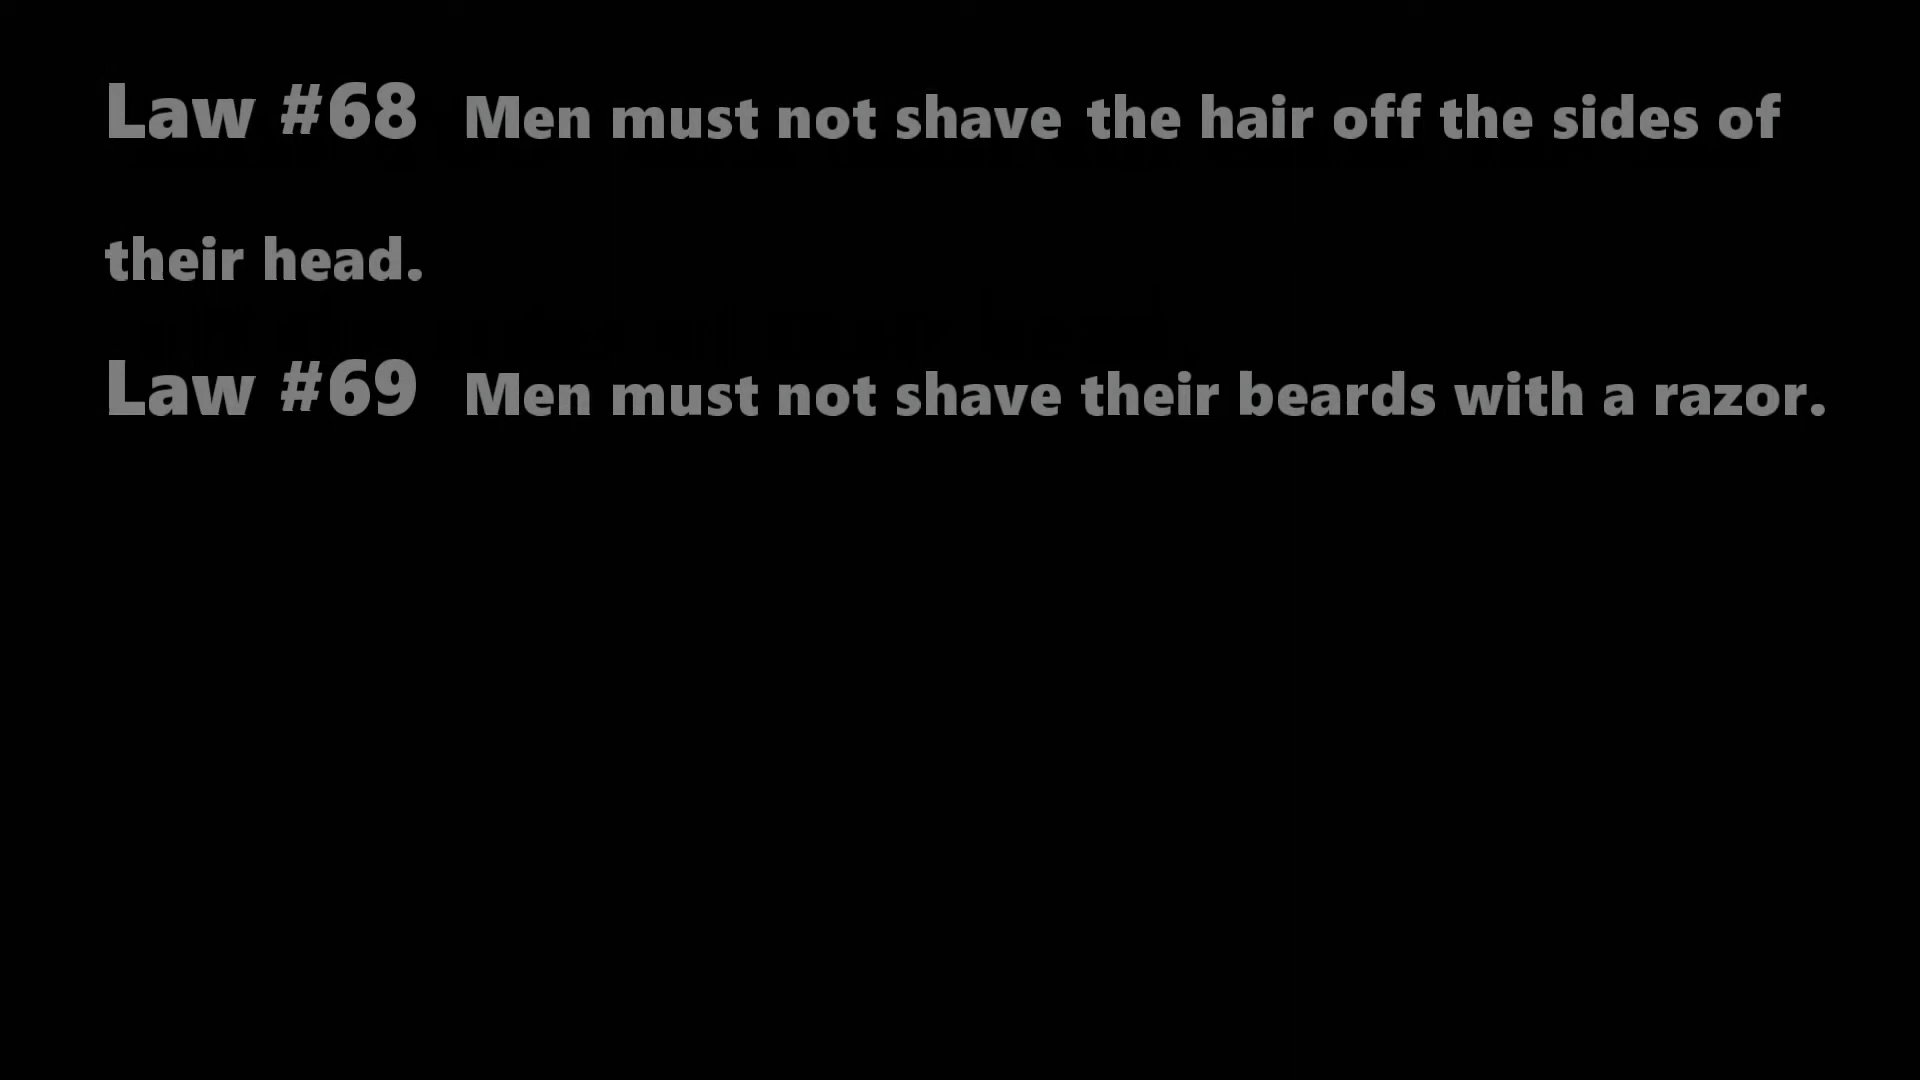 Law #68 Men must not shave the hair off the sides of
their head.
Law #69 Men must not shave their beards with a razor.